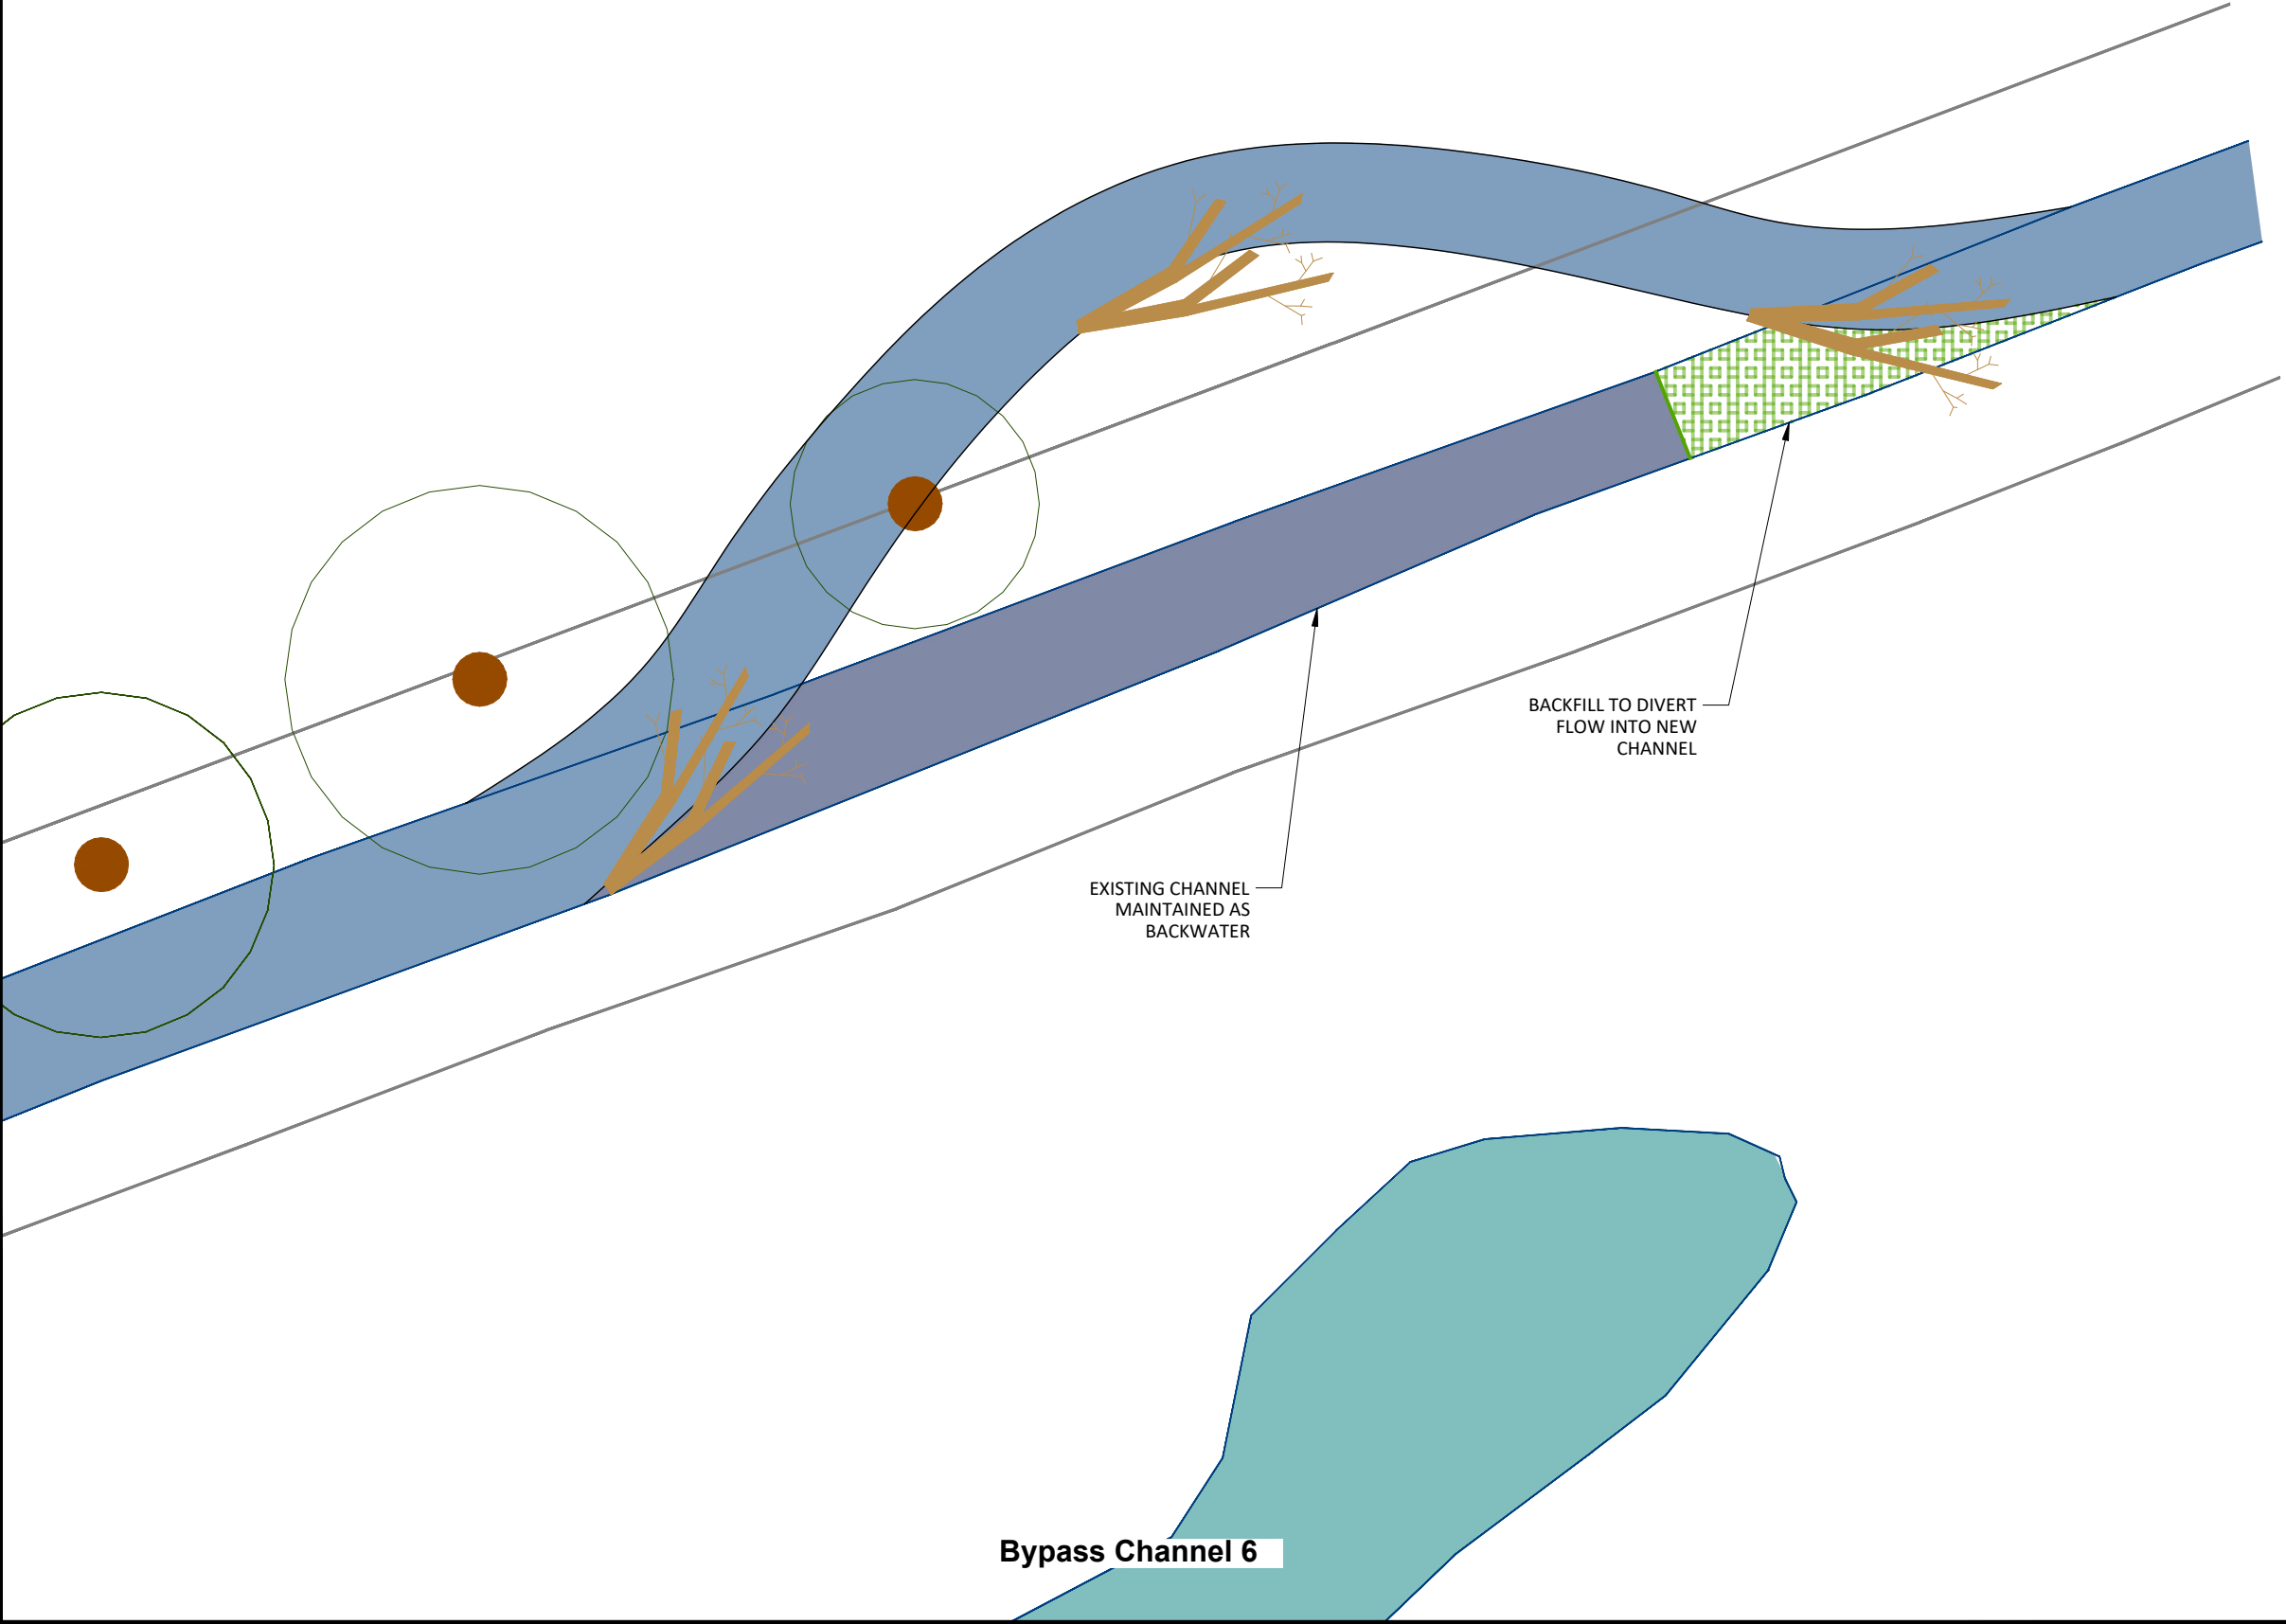 BACKFILL TO DIVERT
FLOW INTO NEW
CHANNEL
EXISTING CHANNEL
MAINTAINED AS
BACKWATER
Bypass Channel 6